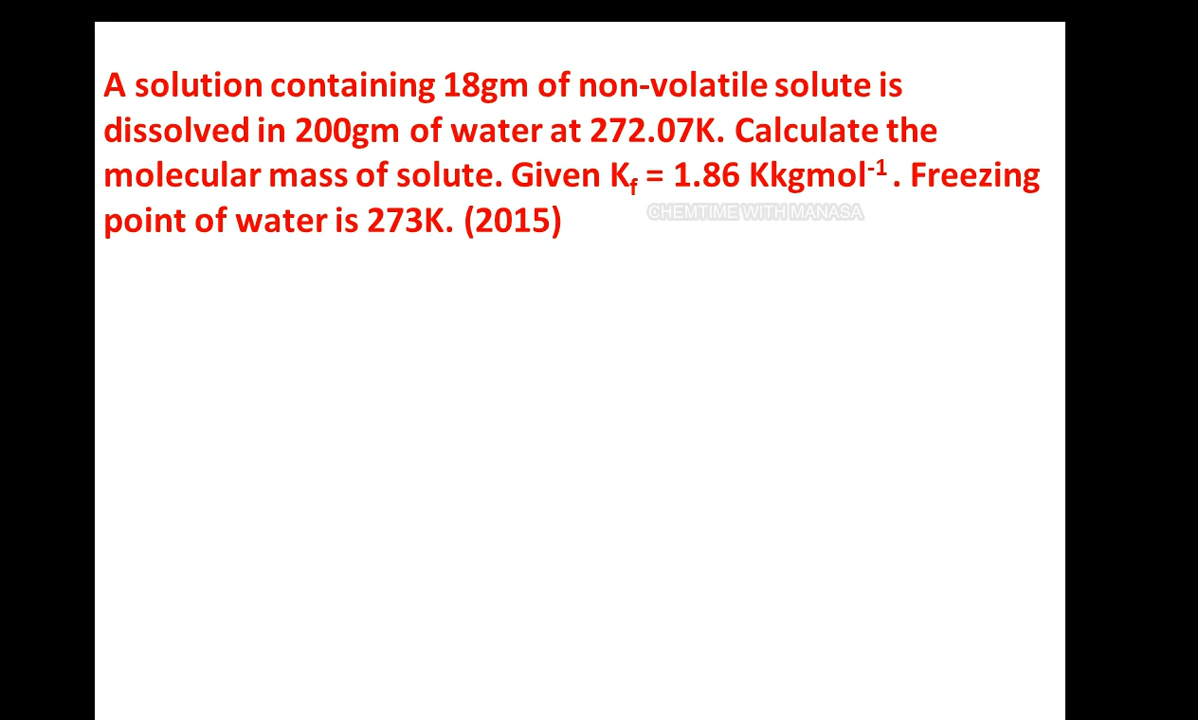 A solution containing 18gm of non-volatile solute is
dissolved in 200gm of water at 272.07K. Calculate the
molecular mass of solute. Given Kf = 1.86 Kkgmol⁻¹. Freezing
point of water is 273K. (2015)
CHEMTIME WITH MANASA